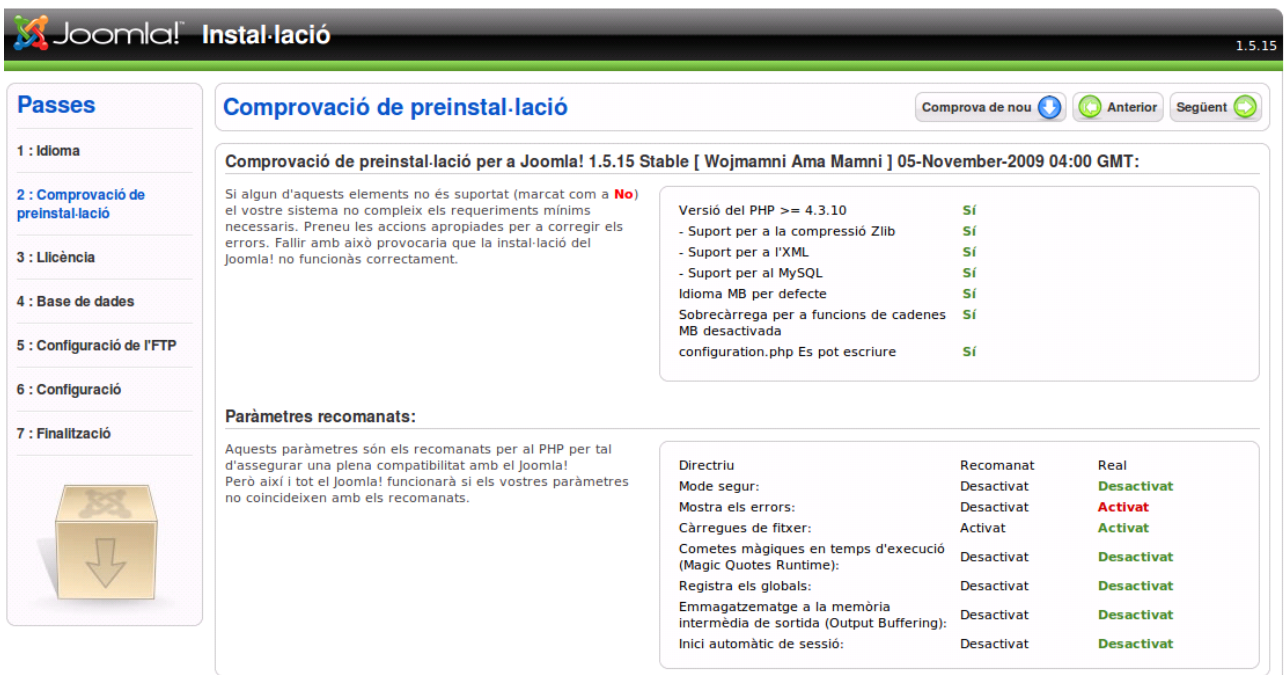 Joomla! Instal·lació
1.5.15
Passes
1 : Idioma
2 : Comprovació de
preinstal·lació
3 : Llicència
4 : Base de dades
5 : Configuració de l'FTP
6 : Configuració
7 : Finalització
Comprovació de preinstal·lació
Comprova de nou
Anterior
Següent
Comprovació de preinstal·lació per a Joomla! 1.5.15 Stable [ Wojmamni Ama Mamni ] 05-November-2009 04:00 GMT:
Si algun d'aquests elements no és suportat (marcat com a No)
el vostre sistema no compleix els requeriments mínims
necessaris. Preneu les accions apropiades per a corregir els
errors. Fallir amb això provocaria que la instal·lació del
Joomla! no funcionàs correctament.
Versió del PHP >= 4.3.10 Sí
- Suport per a la compressió Zlib Sí
- Suport per a l'XML Sí
- Suport per al MySQL Sí
Idioma MB per defecte Sí
Sobrecàrrega per a funcions de cadenes Sí
MB desactivada
configuration.php Es pot escriure Sí
Paràmetres recomanats:
Aquests paràmetres són els recomanats per al PHP per tal
d'assegurar una plena compatibilitat amb el Joomla!
Però així i tot el Joomla! funcionarà si els vostres paràmetres
no coincideixen amb els recomanats.
Directriu Recomanat Real
Mode segur: Desactivat Desactivat
Mostra els errors: Desactivat Activat
Càrregues de fitxer: Activat Activat
Cometes màgiques en temps d'execució
(Magic Quotes Runtime): Desactivat Desactivat
Registra els globals: Desactivat Desactivat
Emmagatzematge a la memòria
intermèdia de sortida (Output Buffering): Desactivat Desactivat
Inici automàtic de sessió: Desactivat Desactivat